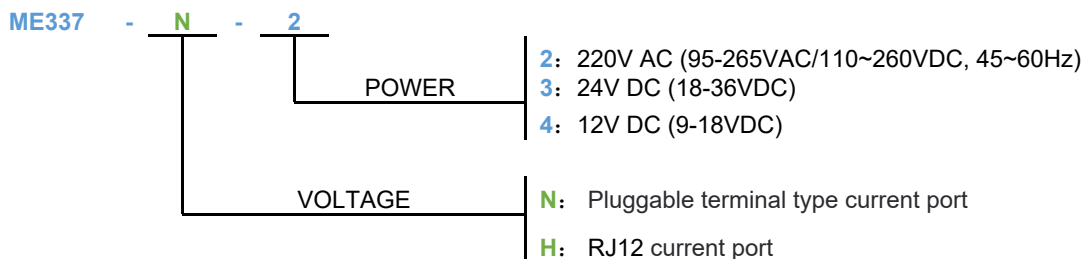 ME337 - N - 2
2：220V AC (95-265VAC/110~260VDC, 45~60Hz)
POWER
3：24V DC (18-36VDC)
4：12V DC (9-18VDC)
VOLTAGE
N： Pluggable terminal type current port
H： RJ12 current port